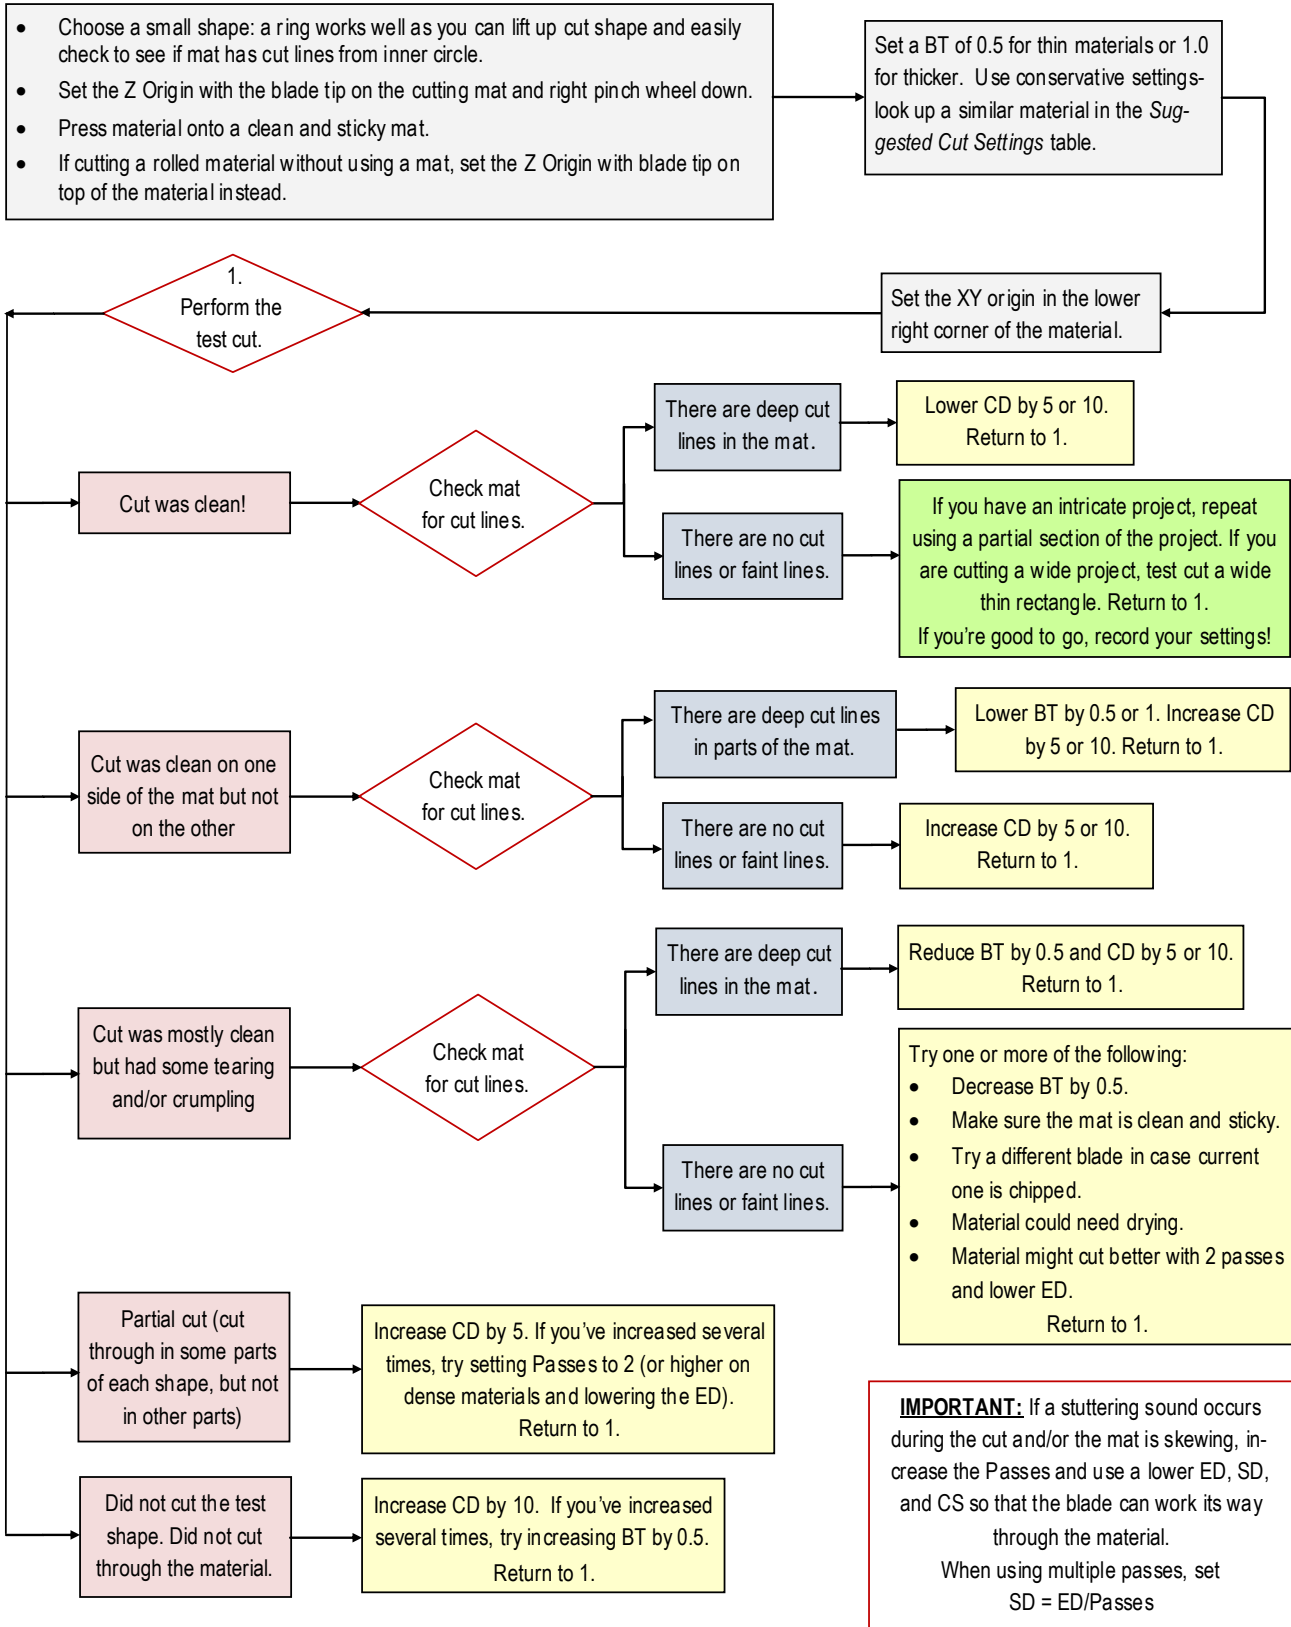 • Choose a small shape: a ring works well as you can lift up cut shape and easily
check to see if mat has cut lines from inner circle.
• Set the Z Origin with the blade tip on the cutting mat and right pinch wheel down.
• Press material onto a clean and sticky mat.
• If cutting a rolled material without using a mat, set the Z Origin with blade tip on
top of the material instead.
Set a BT of 0.5 for thin materials or 1.0
for thicker. Use conservative settings-
look up a similar material in the Sug-
gested Cut Settings table.
Set the XY origin in the lower
right corner of the material.
1.
Perform the
test cut.
Cut was clean!
Check mat
for cut lines.
There are deep cut
lines in the mat.
Lower CD by 5 or 10.
Return to 1.
There are no cut
lines or faint lines.
If you have an intricate project, repeat
using a partial section of the project. If you
are cutting a wide project, test cut a wide
thin rectangle. Return to 1.
If you're good to go, record your settings!
Cut was clean on one
side of the mat but not
on the other
Check mat
for cut lines.
There are deep cut lines
in parts of the mat.
Lower BT by 0.5 or 1. Increase CD
by 5 or 10. Return to 1.
There are no cut
lines or faint lines.
Increase CD by 5 or 10.
Return to 1.
Cut was mostly clean
but had some tearing
and/or crumpling
Check mat
for cut lines.
There are deep cut
lines in the mat.
Reduce BT by 0.5 and CD by 5 or 10.
Return to 1.
There are no cut
lines or faint lines.
Try one or more of the following:
• Decrease BT by 0.5.
• Make sure the mat is clean and sticky.
• Try a different blade in case current
one is chipped.
• Material could need drying.
• Material might cut better with 2 passes
and lower ED.
Return to 1.
Partial cut (cut
through in some parts
of each shape, but not
in other parts)
Increase CD by 5. If you've increased several
times, try setting Passes to 2 (or higher on
dense materials and lowering the ED).
Return to 1.
Did not cut the test
shape. Did not cut
through the material.
Increase CD by 10. If you've increased
several times, try increasing BT by 0.5.
Return to 1.
IMPORTANT: If a stuttering sound occurs
during the cut and/or the mat is skewing, in-
crease the Passes and use a lower ED, SD,
and CS so that the blade can work its way
through the material.
When using multiple passes, set
SD = ED/Passes